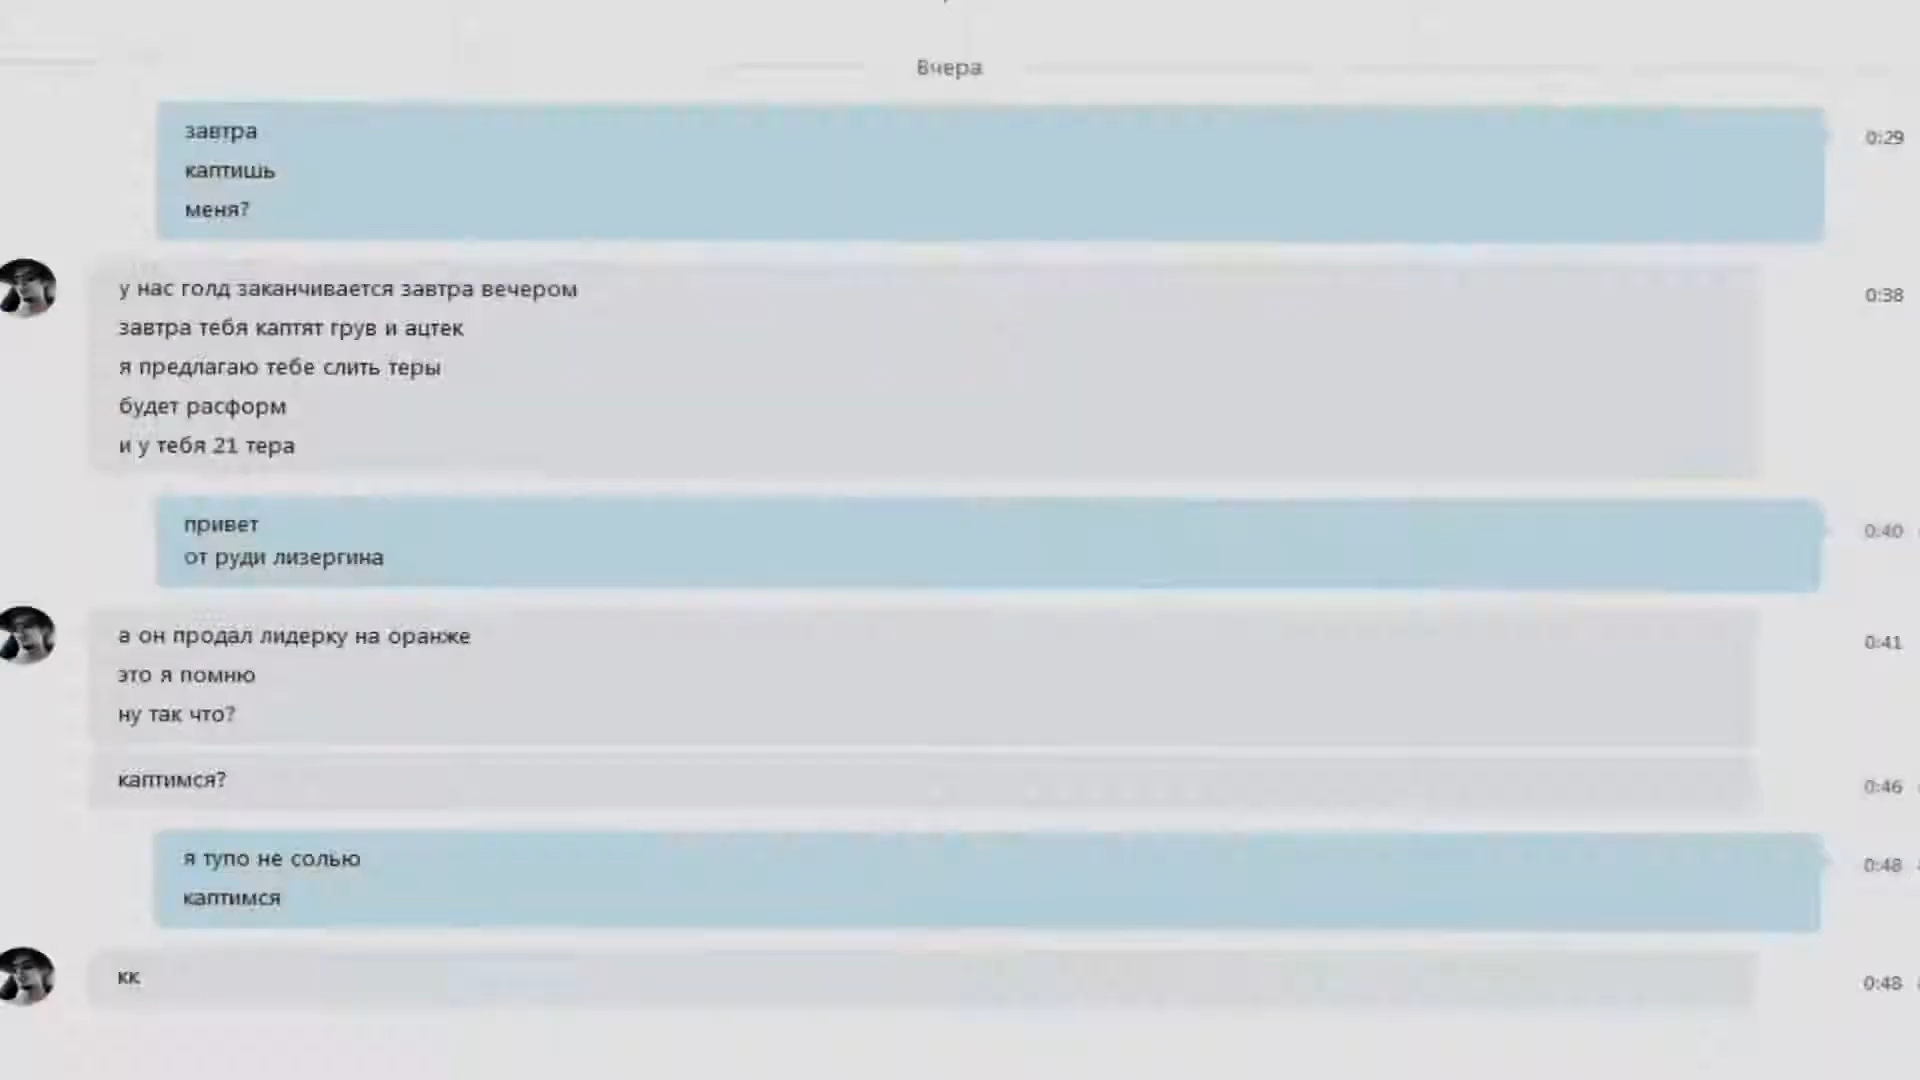 Вчера
завтра
0:29
каптишь
меня?
у нас голд заканчивается завтра вечером
0:38
завтра тебя каптят грув и ацтек
я предлагаю тебе слить теры
будет расформ
и у тебя 21 тера
привет
0:40
от руди лизергина
а он продал лидерку на оранже
0:41
это я помню
ну так что?
каптимся?
0:46
я тупо не солью
0:48
каптимся
кк
0:48